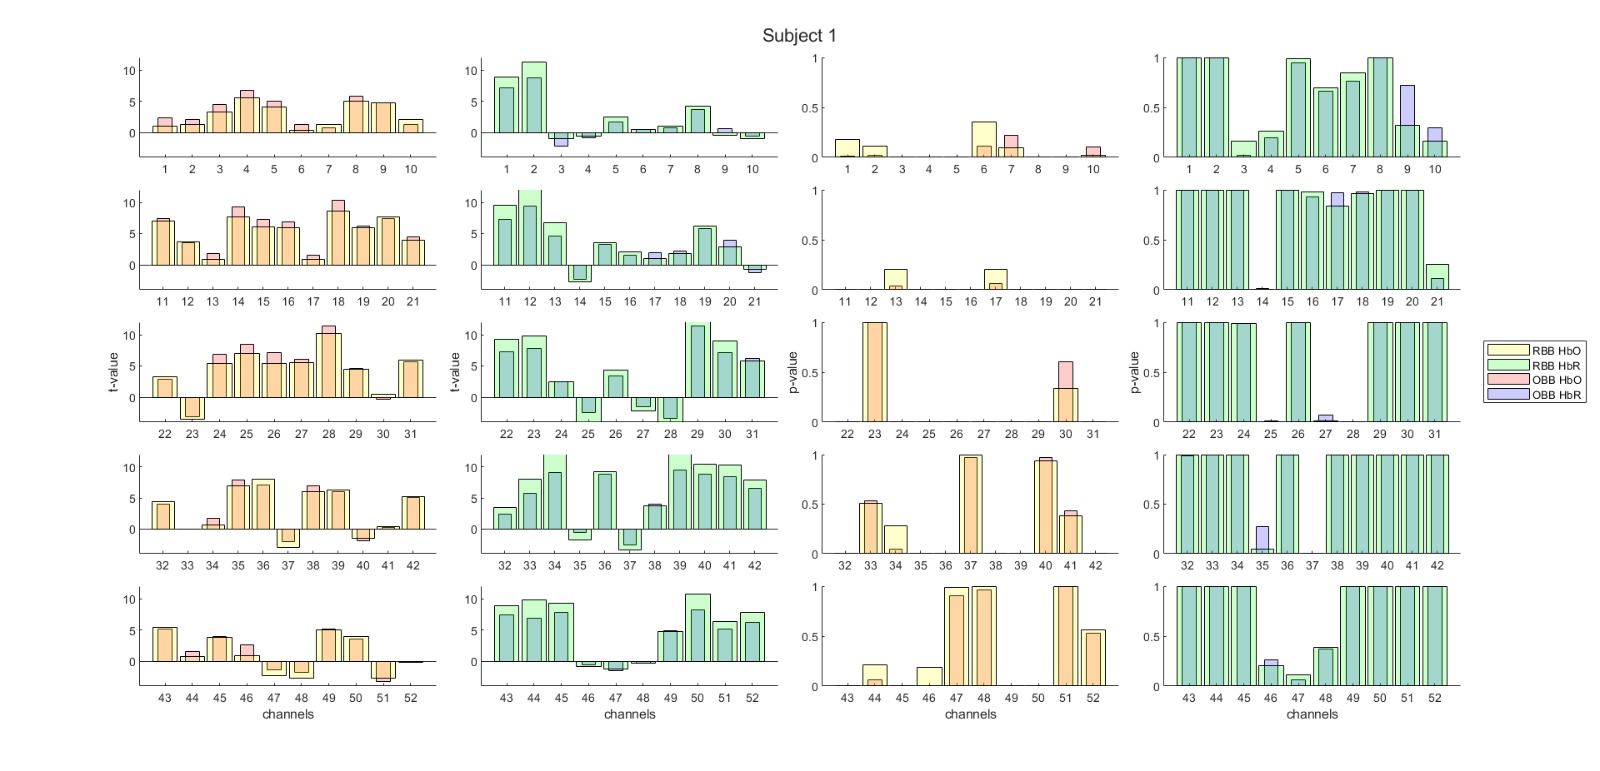 Subject 1
10 5 0 10 5 0 1 0.5 0 1 0.5 0
1 2 3 4 5 6 7 8 9 10 1 2 3 4 5 6 7 8 9 10 1 2 3 4 5 6 7 8 9 10 1 2 3 4 5 6 7 8 9 10
10 5 0 10 5 0 1 0.5 0 1 0.5 0
11 12 13 14 15 16 17 18 19 20 21 11 12 13 14 15 16 17 18 19 20 21 11 12 13 14 15 16 17 18 19 20 21 11 12 13 14 15 16 17 18 19 20 21
t-value 10 5 0 t-value 10 5 0 p-value 1 0.5 0 p-value 1 0.5 0
22 23 24 25 26 27 28 29 30 31 22 23 24 25 26 27 28 29 30 31 22 23 24 25 26 27 28 29 30 31 22 23 24 25 26 27 28 29 30 31
RBB HbO
RBB HbR
OBB HbO
OBB HbR
10 5 0 10 5 0 1 0.5 0 1 0.5 0
32 33 34 35 36 37 38 39 40 41 42 32 33 34 35 36 37 38 39 40 41 42 32 33 34 35 36 37 38 39 40 41 42 32 33 34 35 36 37 38 39 40 41 42
10 5 0 10 5 0 1 0.5 0 1 0.5 0
43 44 45 46 47 48 49 50 51 52 43 44 45 46 47 48 49 50 51 52 43 44 45 46 47 48 49 50 51 52 43 44 45 46 47 48 49 50 51 52
channels channels channels channels